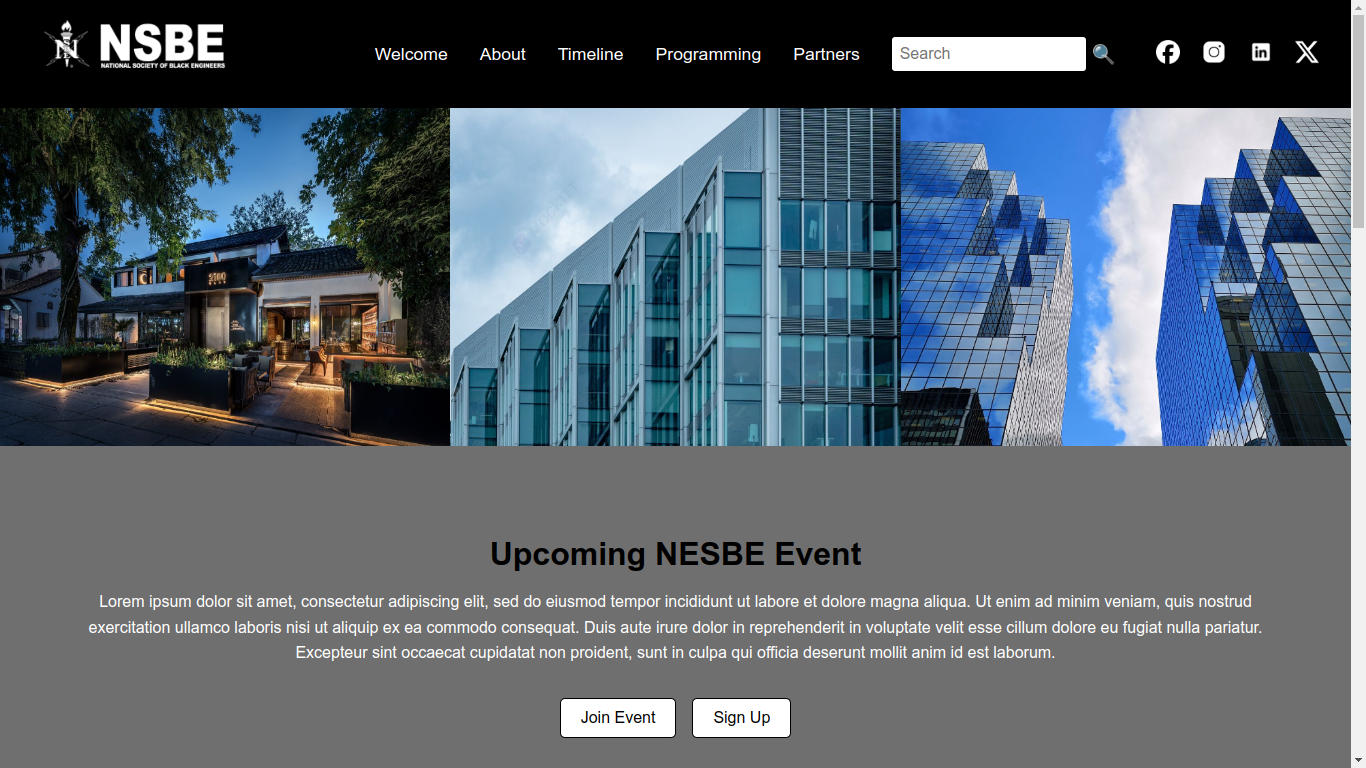 NSBE
NATIONAL SOCIETY OF BLACK ENGINEERS
Welcome About Timeline Programming Partners Search
Upcoming NESBE Event
Lorem ipsum dolor sit amet, consectetur adipiscing elit, sed do eiusmod tempor incididunt ut labore et dolore magna aliqua. Ut enim ad minim veniam, quis nostrud
exercitation ullamco laboris nisi ut aliquip ex ea commodo consequat. Duis aute irure dolor in reprehenderit in voluptate velit esse cillum dolore eu fugiat nulla pariatur.
Excepteur sint occaecat cupidatat non proident, sunt in culpa qui officia deserunt mollit anim id est laborum.
Join Event Sign Up